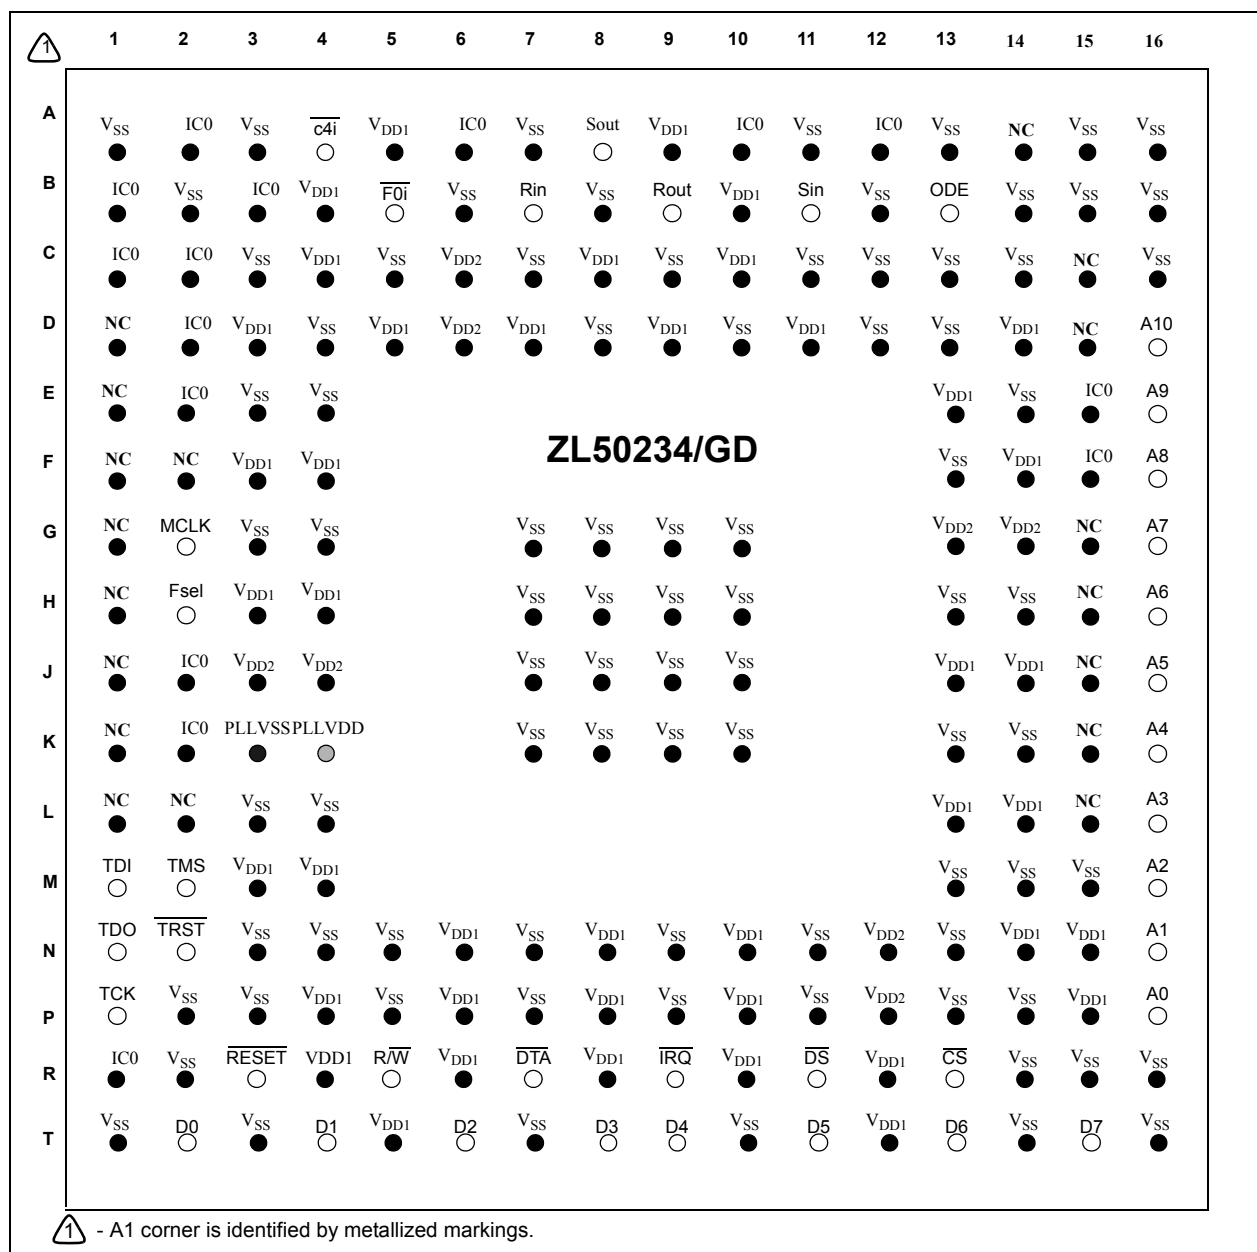 1 1 2 3 4 5 6 7 8 9 10 11 12 13 14 15 16
A VSS IC0 VSS c4i VDD1 IC0 VSS Sout VDD1 IC0 VSS IC0 VSS NC VSS VSS
B IC0 VSS IC0 VDD1 F0i VSS Rin VSS Rout VDD1 Sin VSS ODE VSS VSS VSS
C IC0 IC0 VSS VDD1 VSS VDD2 VSS VDD1 VSS VDD1 VSS VSS VSS VSS NC VSS
D NC IC0 VDD1 VSS VDD1 VDD2 VDD1 VSS VDD1 VSS VDD1 VSS VSS VDD1 NC A10
E NC IC0 VSS VSS VDD1 VSS IC0 A9
ZL50234/GD
F NC NC VDD1 VDD1 VSS VDD1 IC0 A8
G NC MCLK VSS VSS VSS VSS VSS VSS VDD2 VDD2 NC A7
H NC Fsel VDD1 VDD1 VSS VSS VSS VSS VSS VSS NC A6
J NC IC0 VDD2 VDD2 VSS VSS VSS VSS VDD1 VDD1 NC A5
K NC IC0 PLLVSS PLLVDD VSS VSS VSS VSS VSS VSS NC A4
L NC NC VSS VSS VDD1 VDD1 NC A3
M TDI TMS VDD1 VDD1 VSS VSS VSS A2
N TDO TRST VSS VSS VSS VDD1 VSS VDD1 VSS VDD1 VSS VDD2 VSS VDD1 VDD1 A1
P TCK VSS VSS VDD1 VSS VDD1 VSS VDD1 VSS VDD1 VSS VDD2 VSS VSS VDD1 A0
R IC0 VSS RESET VDD1 R/W VDD1 DTA VDD1 IRQ VDD1 DS VDD1 CS VSS VSS VSS
T VSS D0 VSS D1 VDD1 D2 VSS D3 D4 VSS D5 VDD1 D6 VSS D7 VSS
1 - A1 corner is identified by metallized markings.